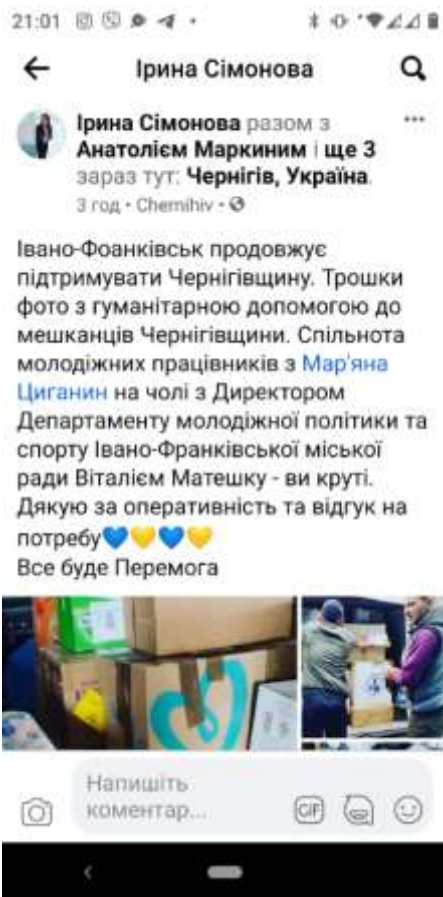 21:01
Ірина Сімонова
Ірина Сімонова разом з
Анатолієм Маркиним і ще 3
зараз тут: Чернігів, Україна.
3 год • Chernihiv •
Івано-Фоанківськ продовжує
підтримувати Чернігівщину. Трошки
фото з гуманітарною допомогою до
мешканців Чернігівщини. Спільнота
молодіжних працівників з Мар'яна
Циганин на чолі з Директором
Департаменту молодіжної політики та
спорту Івано-Франківської міської
ради Віталієм Матешку - ви круті.
Дякую за оперативність та відгук на
потребу💙💛💙💛
Все буде Перемога
Напишіть
коментар...
GIF